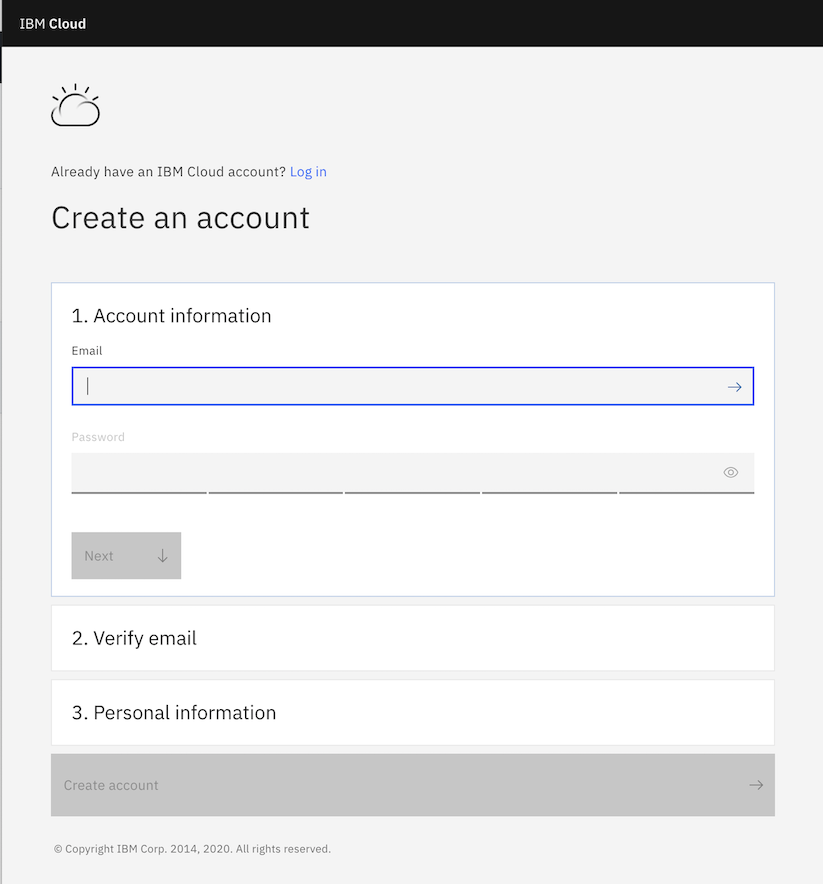 IBM Cloud
Already have an IBM Cloud account? Log in
Create an account
1. Account information
Email
Password
Next
2. Verify email
3. Personal information
Create account
© Copyright IBM Corp. 2014, 2020. All rights reserved.